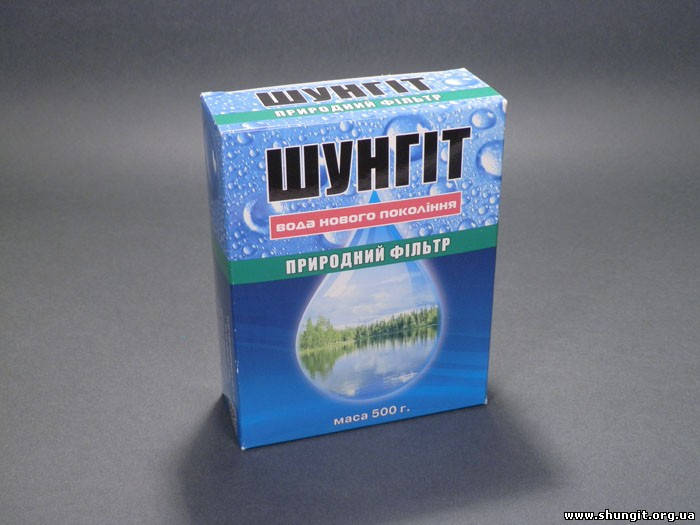 ШУНГІТ
ПРИРОДНИЙ ФІЛЬТР
ШУНГІТ
ВОДА НОВОГО ПОКОЛІННЯ
ПРИРОДНИЙ ФІЛЬТР
маса 500 г.
www.shungit.org.ua